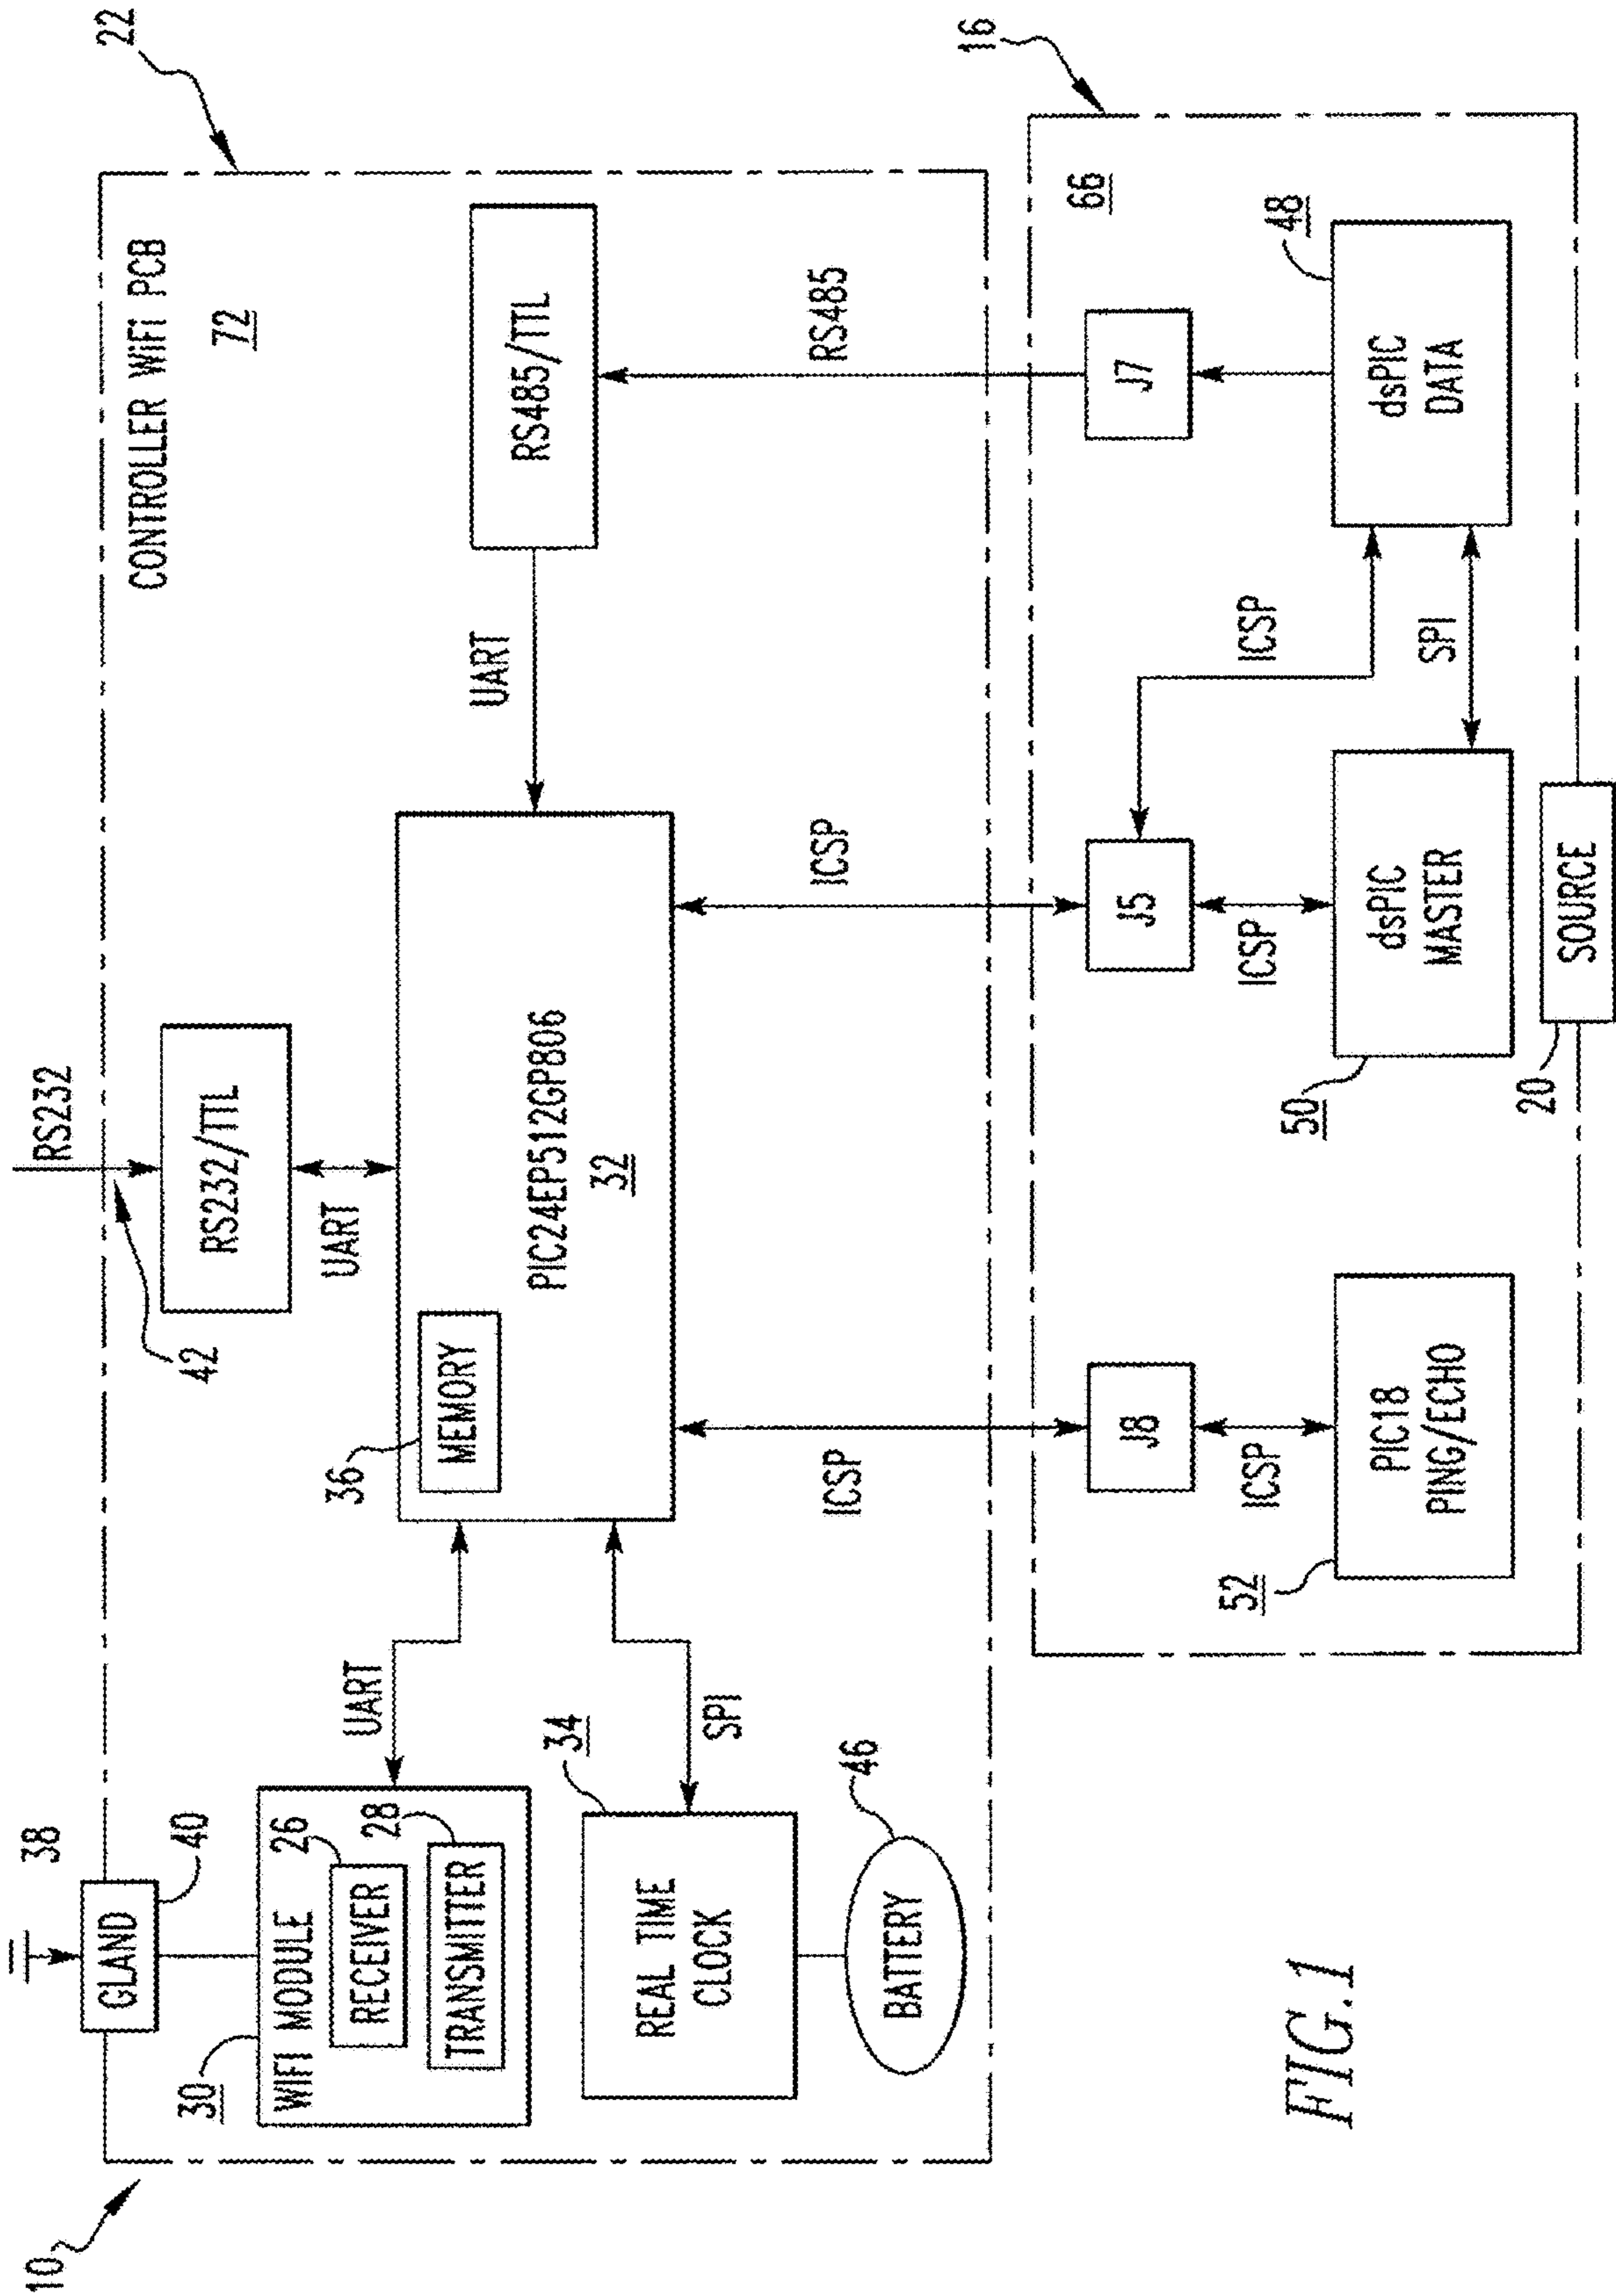 10
22
CONTROLLER WiFi PCB
72
38
GLAND
40
30
WIFI MODULE
26
RECEIVER
28
TRANSMITTER
UART
34
REAL TIME
CLOCK
SPI
46
BATTERY
RS232
42
RS232/TTL
UART
36
MEMORY
PIC24EP512GP806
32
UART
RS485/TTL
ICSP
ICSP
RS485
16
66
J8
ICSP
52
PIC18
PING/ECHO
J5
ICSP
ICSP
50
dsPIC
MASTER
SPI
J7
48
dsPIC
DATA
20
SOURCE
FIG.1